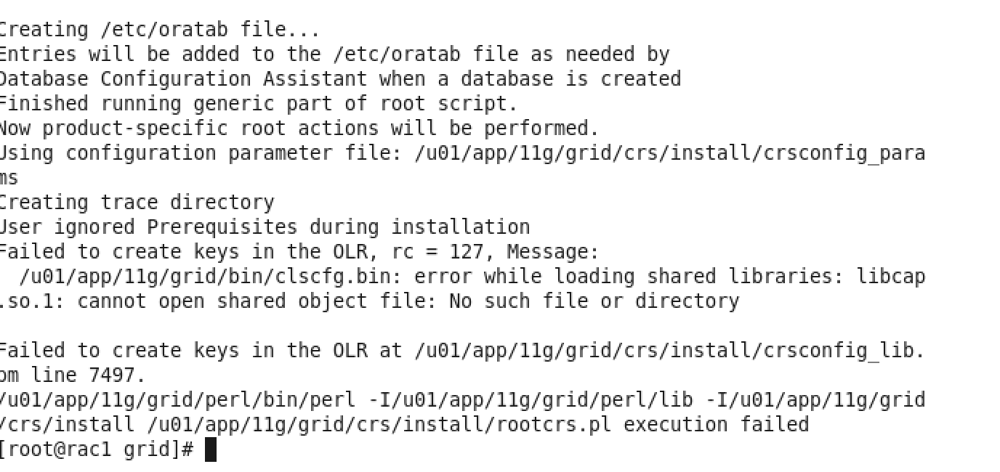 Creating /etc/oratab file...
Entries will be added to the /etc/oratab file as needed by
Database Configuration Assistant when a database is created
Finished running generic part of root script.
Now product-specific root actions will be performed.
Using configuration parameter file: /u01/app/11g/grid/crs/install/crsconfig_para
ms
Creating trace directory
User ignored Prerequisites during installation
Failed to create keys in the OLR, rc = 127, Message:
  /u01/app/11g/grid/bin/clscfg.bin: error while loading shared libraries: libcap
.so.1: cannot open shared object file: No such file or directory

Failed to create keys in the OLR at /u01/app/11g/grid/crs/install/crsconfig_lib.
pm line 7497.
/u01/app/11g/grid/perl/bin/perl -I/u01/app/11g/grid/perl/lib -I/u01/app/11g/grid
/crs/install /u01/app/11g/grid/crs/install/rootcrs.pl execution failed
[root@rac1 grid]#